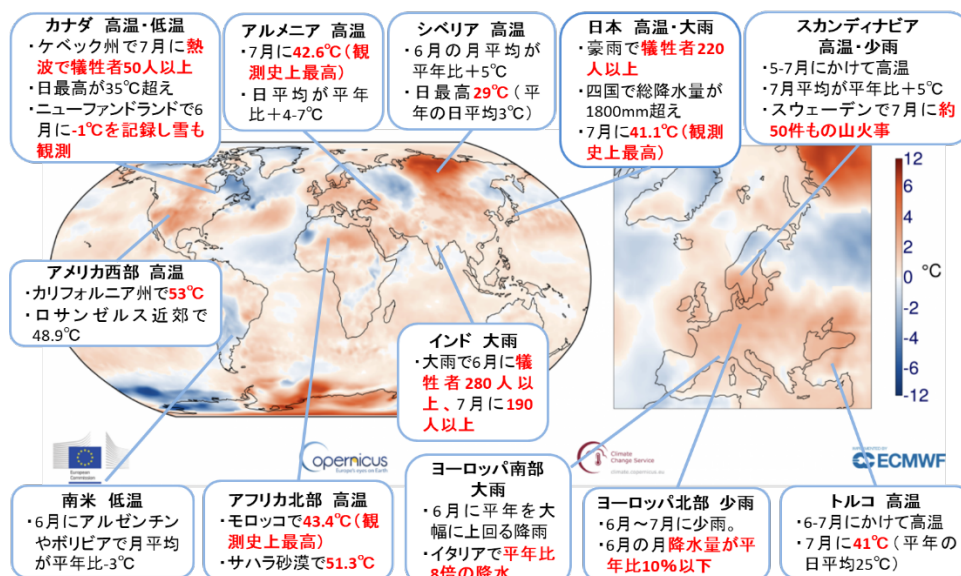 カナダ 高温・低温
・ケベック州で7月に熱
波で犠牲者50人以上
・日最高が35℃超え
・ニューファンドランドで6
月に-1℃を記録し雪も
観測
アルメニア 高温
・7月に42.6℃(観
測史上最高)
・日平均が平年
比+4-7℃
シベリア 高温
・6月の月平均が
平年比+5℃
・日最高29℃(平
年の日平均3℃)
日本 高温・大雨
・豪雨で犠牲者220
人以上
・四国で総降水量が
1800mm超え
・7月に41.1℃(観測
史上最高)
スカンディナビア
高温・少雨
・5-7月にかけて高温
・7月平均が平年比+5℃
・スウェーデンで7月に約
50件もの山火事
アメリカ西部 高温
・カリフォルニア州で53℃
・ロサンゼルス近郊で
48.9℃
インド 大雨
・大雨で6月に犠
牲者280人以
上、7月に190
人以上
12
6
4
2
0
-2
-4
-6
-12
℃
European
Commission
opernicus
Europe's eyes on Earth
Climate
Change Service
climate.copernicus.eu
IMPLEMENTED BY
ECMWF
南米 低温
・6月にアルゼンチン
やボリビアで月平均
が平年比-3℃
アフリカ北部 高温
・モロッコで43.4℃(観
測史上最高)
・サハラ砂漠で51.3℃
ヨーロッパ南部
大雨
・6月に平年を大
幅に上回る降雨
・イタリアで平年比
8倍の降水
ヨーロッパ北部 少雨
・6月～7月に少雨。
・6月の月降水量が平
年比10%以下
トルコ 高温
・6-7月にかけて高温
・7月に41℃(平年の
日平均25℃)